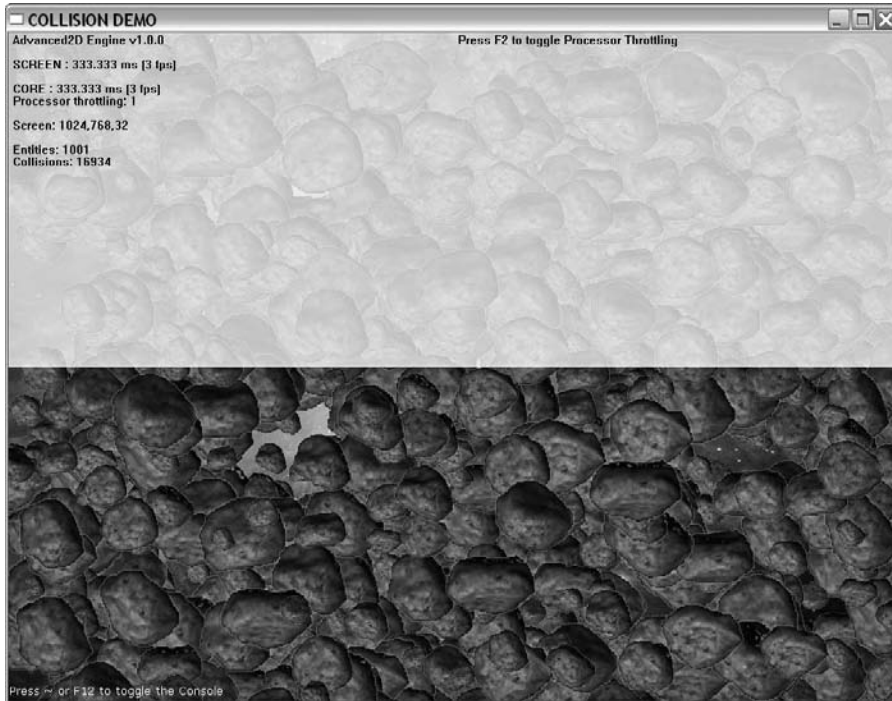 COLLISION DEMO
Advanced2D Engine v1.0.0
Press F2 to toggle Processor Throttling
SCREEN : 333.333 ms (3 fps)
CORE : 333.333 ms (3 fps)
Processor throttling: 1
Screen: 1024,768,32
Entities: 1001
Collisions: 16934
Press ~ or F12 to toggle the Console